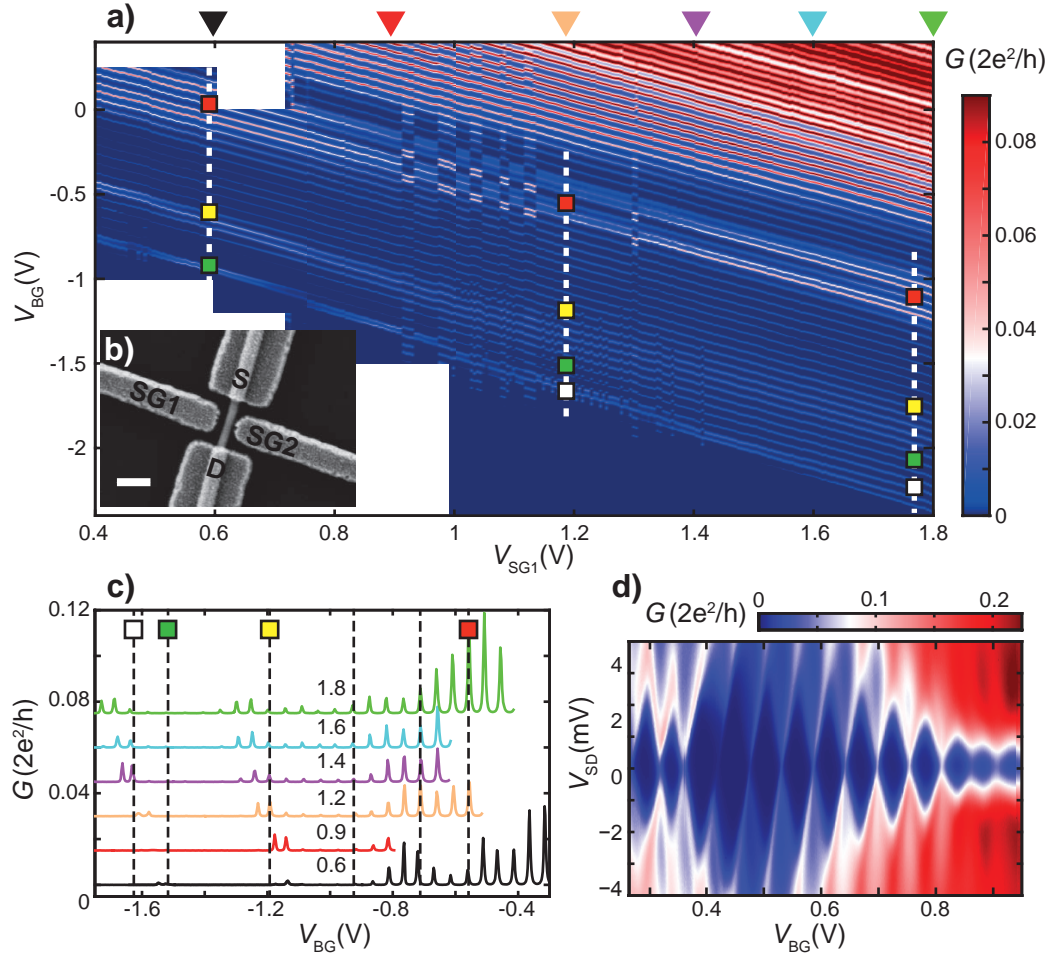 a)
G (2e²/h)
0.08
0.06
0.04
0.02
0
0
-0.5
-1
-1.5
-2
V_BG(V)
0.4 0.6 0.8 1 1.2 1.4 1.6 1.8
V_SG1(V)
b)
S
SG1
SG2
D
c)
0.12
0.08
0.04
0
G (2e²/h)
1.8
1.6
1.4
1.2
0.9
0.6
-1.6 -1.2 -0.8 -0.4
V_BG(V)
d)
G (2e²/h) 0 0.1 0.2
4
2
0
-2
-4
V_SD(mV)
0.4 0.6 0.8
V_BG(V)